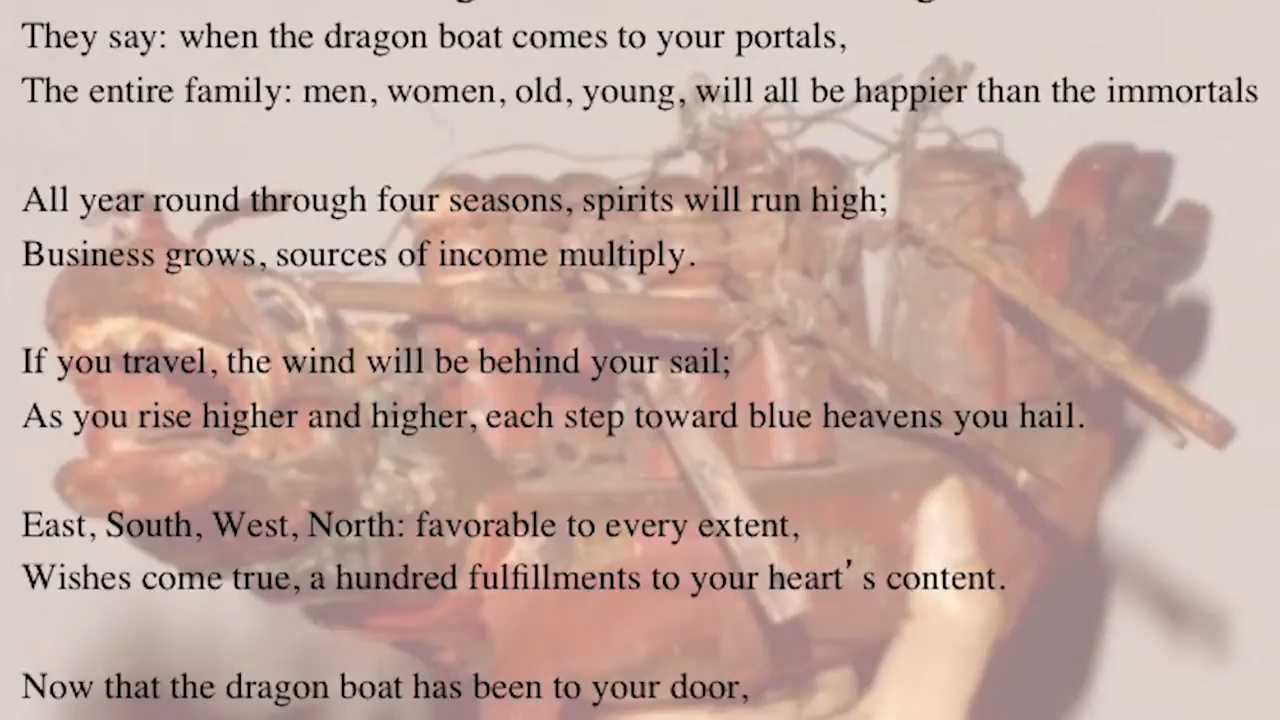 They say: when the dragon boat comes to your portals,
The entire family: men, women, old, young, will all be happier than the immortals
All year round through four seasons, spirits will run high;
Business grows, sources of income multiply.
If you travel, the wind will be behind your sail;
As you rise higher and higher, each step toward blue heavens you hail.
East, South, West, North: favorable to every extent,
Wishes come true, a hundred fulfillments to your heart’s content.
Now that the dragon boat has been to your door,